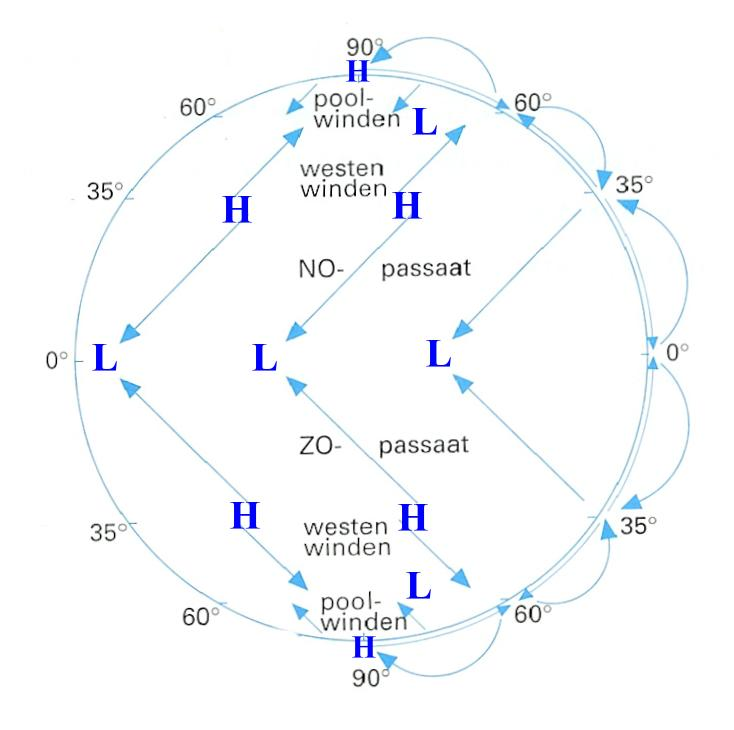 90°
H
60°
pool-
winden
L
60°
westen
winden
35°
35°
H
H
NO- passaat
0°
L
L
L
0°
ZO- passaat
H
H
35°
westen
winden
35°
L
60°
pool-
winden
60°
H
90°